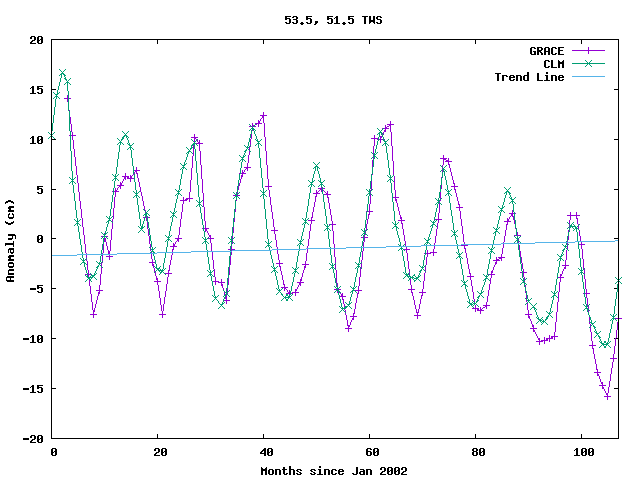 53.5, 51.5 TWS
GRACE
CLM
Trend Line
20
15
10
5
0
-5
-10
-15
-20
Anomaly (cm)
0 20 40 60 80 100
Months since Jan 2002